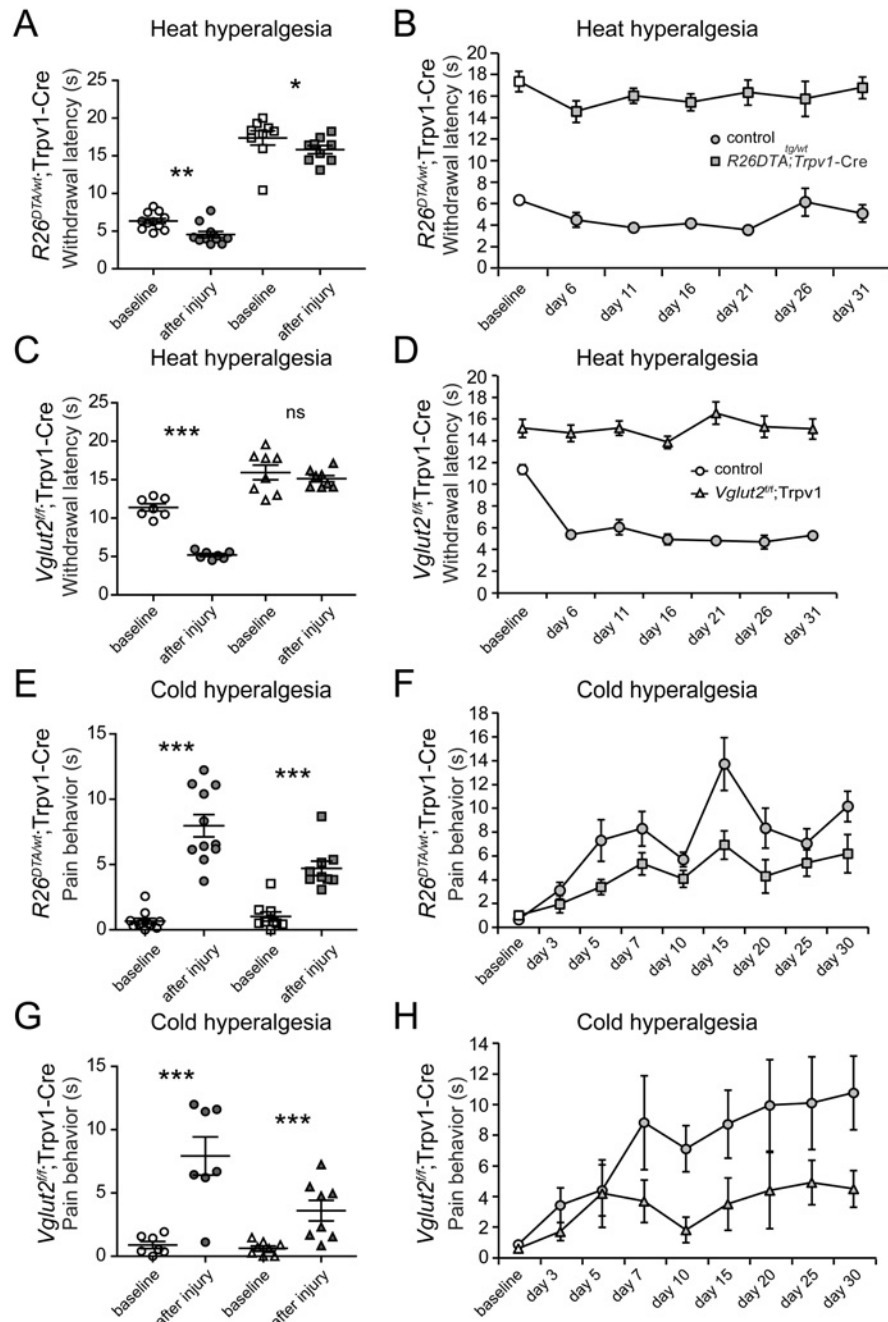 A
Heat hyperalgesia
R26DTA/wt;Trpv1-Cre
Withdrawal latency (s)
25
20
15
10
5
0
**
*
baseline
after injury
baseline
after injury
B
Heat hyperalgesia
R26DTA/wt;Trpv1-Cre
Withdrawal latency (s)
20
18
16
14
12
10
8
6
4
2
0
control
R26DTAtg/wt;Trpv1-Cre
baseline
day 6
day 11
day 16
day 21
day 26
day 31
C
Heat hyperalgesia
Vglut2f/f;Trpv1-Cre
Withdrawal latency (s)
25
20
15
10
5
0
***
ns
baseline
after injury
baseline
after injury
D
Heat hyperalgesia
Vglut2f/f;Trpv1-Cre
Withdrawal latency (s)
20
18
16
14
12
10
8
6
4
2
0
control
Vglut2f/f;Trpv1
baseline
day 6
day 11
day 16
day 21
day 26
day 31
E
Cold hyperalgesia
R26DTA/wt;Trpv1-Cre
Pain behavior (s)
15
10
5
0
***
***
baseline
after injury
baseline
after injury
F
Cold hyperalgesia
R26DTA/wt;Trpv1-Cre
Pain behavior (s)
18
16
14
12
10
8
6
4
2
0
baseline
day 3
day 5
day 7
day 10
day 15
day 20
day 25
day 30
G
Cold hyperalgesia
Vglut2f/f;Trpv1-Cre
Pain behavior (s)
15
10
5
0
***
***
baseline
after injury
baseline
after injury
H
Cold hyperalgesia
Vglut2f/f;Trpv1-Cre
Pain behavior (s)
14
12
10
8
6
4
2
0
baseline
day 3
day 5
day 7
day 10
day 15
day 20
day 25
day 30